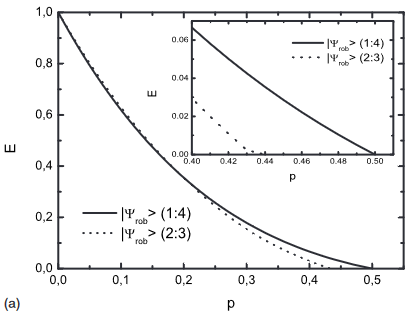 1,0
0,8
0,6
0,4
0,2
0,0
E
0,0 0,1 0,2 0,3 0,4 0,5
p
|Ψrob> (1:4)
|Ψrob> (2:3)
0.06
0.04
0.02
0.00
E
0.40 0.42 0.44 0.46 0.48 0.50
p
|Ψrob> (1:4)
|Ψrob> (2:3)
(a)